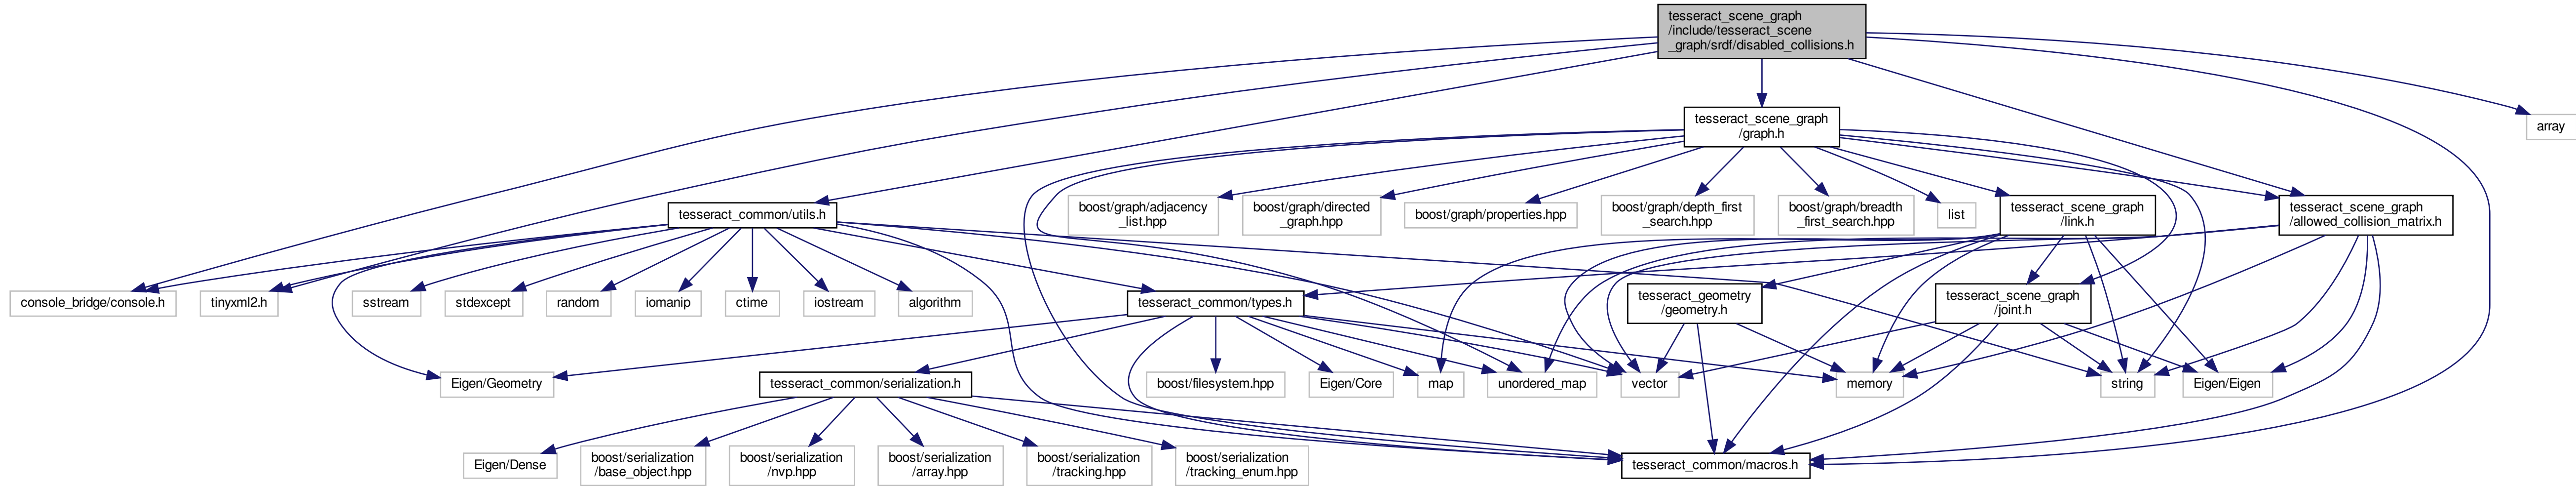 tesseract_scene_graph
/include/tesseract_scene
_graph/srdf/disabled_collisions.h
tesseract_scene_graph
/graph.h
array
boost/graph/adjacency
_list.hpp
boost/graph/directed
_graph.hpp
boost/graph/properties.hpp
boost/graph/depth_first
_search.hpp
boost/graph/breadth
_first_search.hpp
list
tesseract_scene_graph
/link.h
tesseract_scene_graph
/allowed_collision_matrix.h
tesseract_common/utils.h
console_bridge/console.h
tinyxml2.h
sstream
stdexcept
random
iomanip
ctime
iostream
algorithm
tesseract_common/types.h
tesseract_geometry
/geometry.h
tesseract_scene_graph
/joint.h
Eigen/Geometry
tesseract_common/serialization.h
boost/filesystem.hpp
Eigen/Core
map
unordered_map
vector
memory
string
Eigen/Eigen
Eigen/Dense
boost/serialization
/base_object.hpp
boost/serialization
/nvp.hpp
boost/serialization
/array.hpp
boost/serialization
/tracking.hpp
boost/serialization
/tracking_enum.hpp
tesseract_common/macros.h